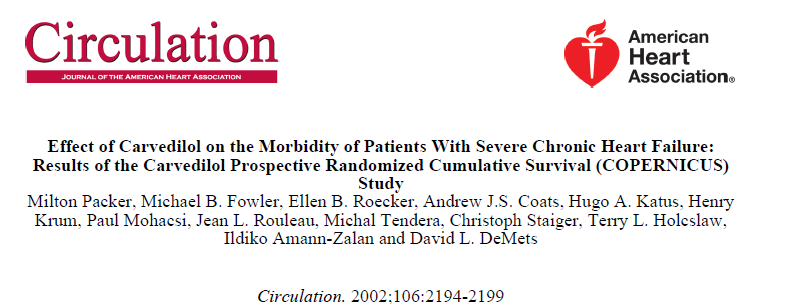 Circulation
JOURNAL OF THE AMERICAN HEART ASSOCIATION
American
Heart
Association®
Effect of Carvedilol on the Morbidity of Patients With Severe Chronic Heart Failure:
Results of the Carvedilol Prospective Randomized Cumulative Survival (COPERNICUS)
Study
Milton Packer, Michael B. Fowler, Ellen B. Roecker, Andrew J.S. Coats, Hugo A. Katus, Henry
Krum, Paul Mohacsi, Jean L. Rouleau, Michal Tendera, Christoph Staiger, Terry L. Holcslaw,
Ildiko Amann-Zalan and David L. DeMets
Circulation. 2002;106:2194-2199